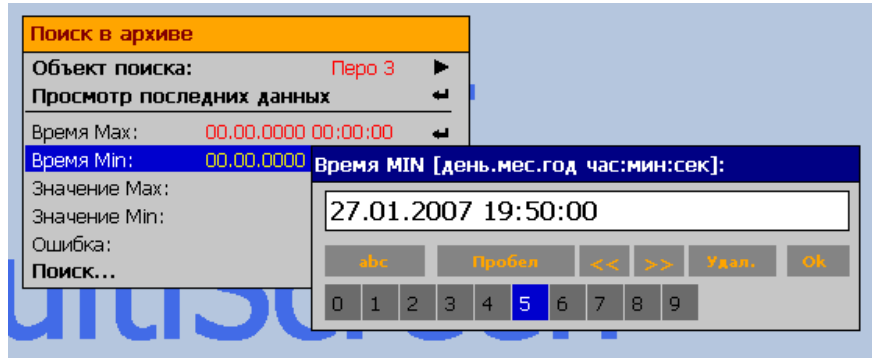 Поиск в архиве
Объект поиска: Перо 3
Просмотр последних данных
Время Max: 00.00.0000 00:00:00
Время Min: 00.00.0000
Значение Max:
Значение Min:
Ошибка:
Поиск...
Время MIN [день.мес.год час:мин:сек]:
27.01.2007 19:50:00
abc Пробел << >> Удал. Ok
0 1 2 3 4 5 6 7 8 9